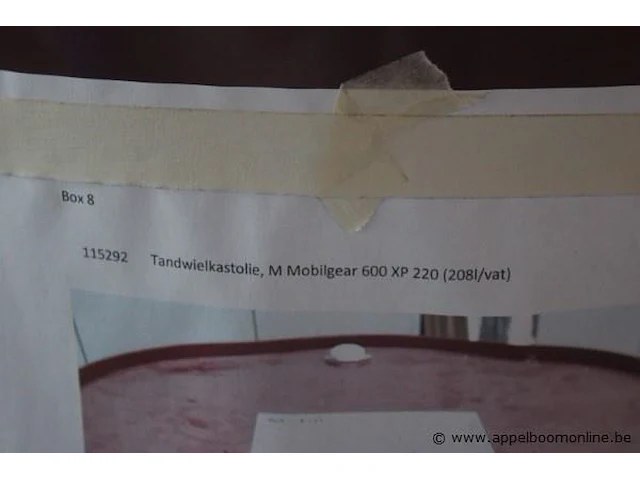 Box 8
115292 Tandwielkastolie, M Mobilgear 600 XP 220 (208l/vat)
© www.appelboomonline.be